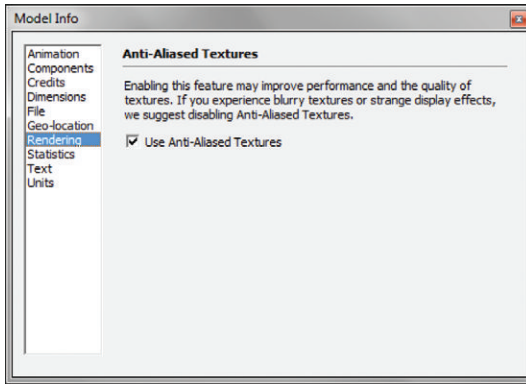 Model Info
Animation
Components
Credits
Dimensions
File
Geo-location
Rendering
Statistics
Text
Units
Anti-Aliased Textures
Enabling this feature may improve performance and the quality of
textures. If you experience blurry textures or strange display effects,
we suggest disabling Anti-Aliased Textures.
Use Anti-Aliased Textures